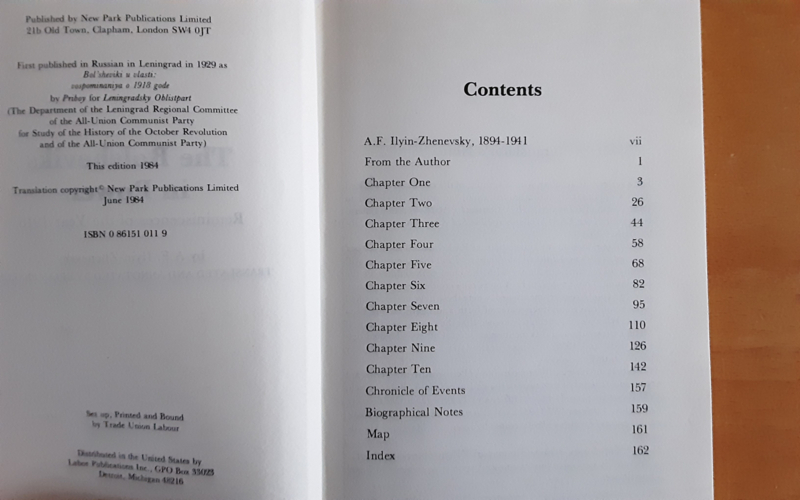 Published by New Park Publications Limited
21b Old Town, Clapham, London SW4 0JT
First published in Russian in Leningrad in 1929 as
Bol'sheviki u vlasti:
vospominaniya o 1918 gode
by Priboy for Leningradsky Oblistpart
(The Department of the Leningrad Regional Committee
of the All-Union Communist Party
for Study of the History of the October Revolution
and of the All-Union Communist Party)
This edition 1984
Translation copyright © New Park Publications Limited
June 1984
ISBN 0 86151 011 9
Set up, Printed and Bound
by Trade Union Labour
Distributed in the United States by
Labor Publications Inc., GPO Box 33023
Detroit, Michigan 48216
Contents
A.F. Ilyin-Zhenevsky, 1894-1941 vii
From the Author 1
Chapter One 3
Chapter Two 26
Chapter Three 44
Chapter Four 58
Chapter Five 68
Chapter Six 82
Chapter Seven 95
Chapter Eight 110
Chapter Nine 126
Chapter Ten 142
Chronicle of Events 157
Biographical Notes 159
Map 161
Index 162